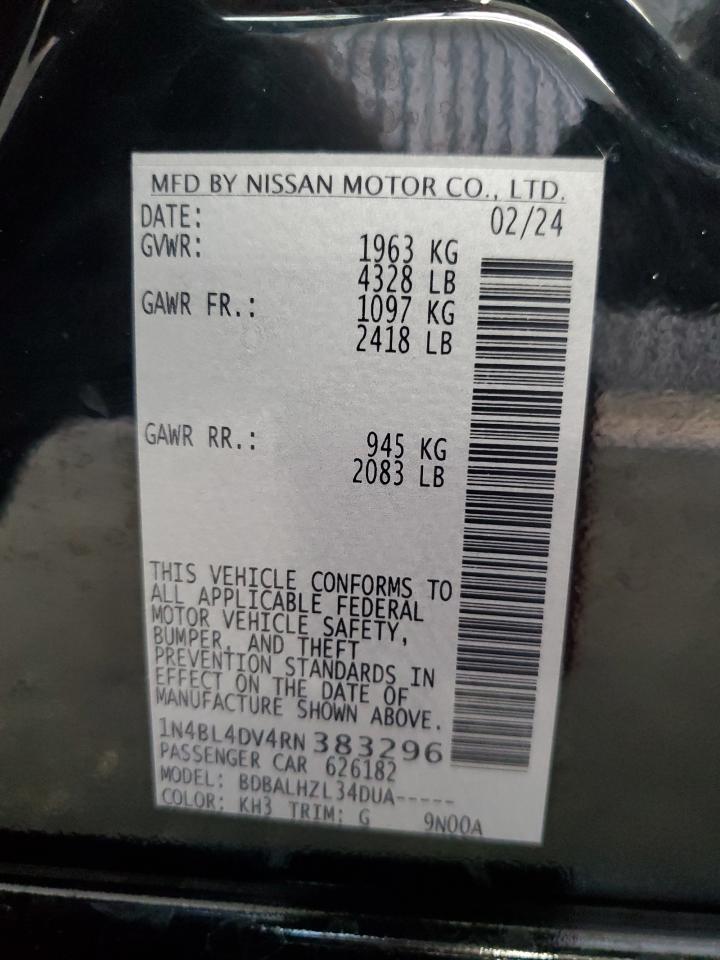 MFD BY NISSAN MOTOR CO., LTD.
DATE: 02/24
GVWR: 1963 KG
4328 LB
GAWR FR.: 1097 KG
2418 LB
GAWR RR.: 945 KG
2083 LB
THIS VEHICLE CONFORMS TO
ALL APPLICABLE FEDERAL
MOTOR VEHICLE SAFETY,
BUMPER, AND THEFT
PREVENTION STANDARDS IN
EFFECT ON THE DATE OF
MANUFACTURE SHOWN ABOVE.
1N4BL4DV4RN383296
PASSENGER CAR 626182
MODEL: BDBALHZL34DUA-----
COLOR: KH3 TRIM: G 9N00A